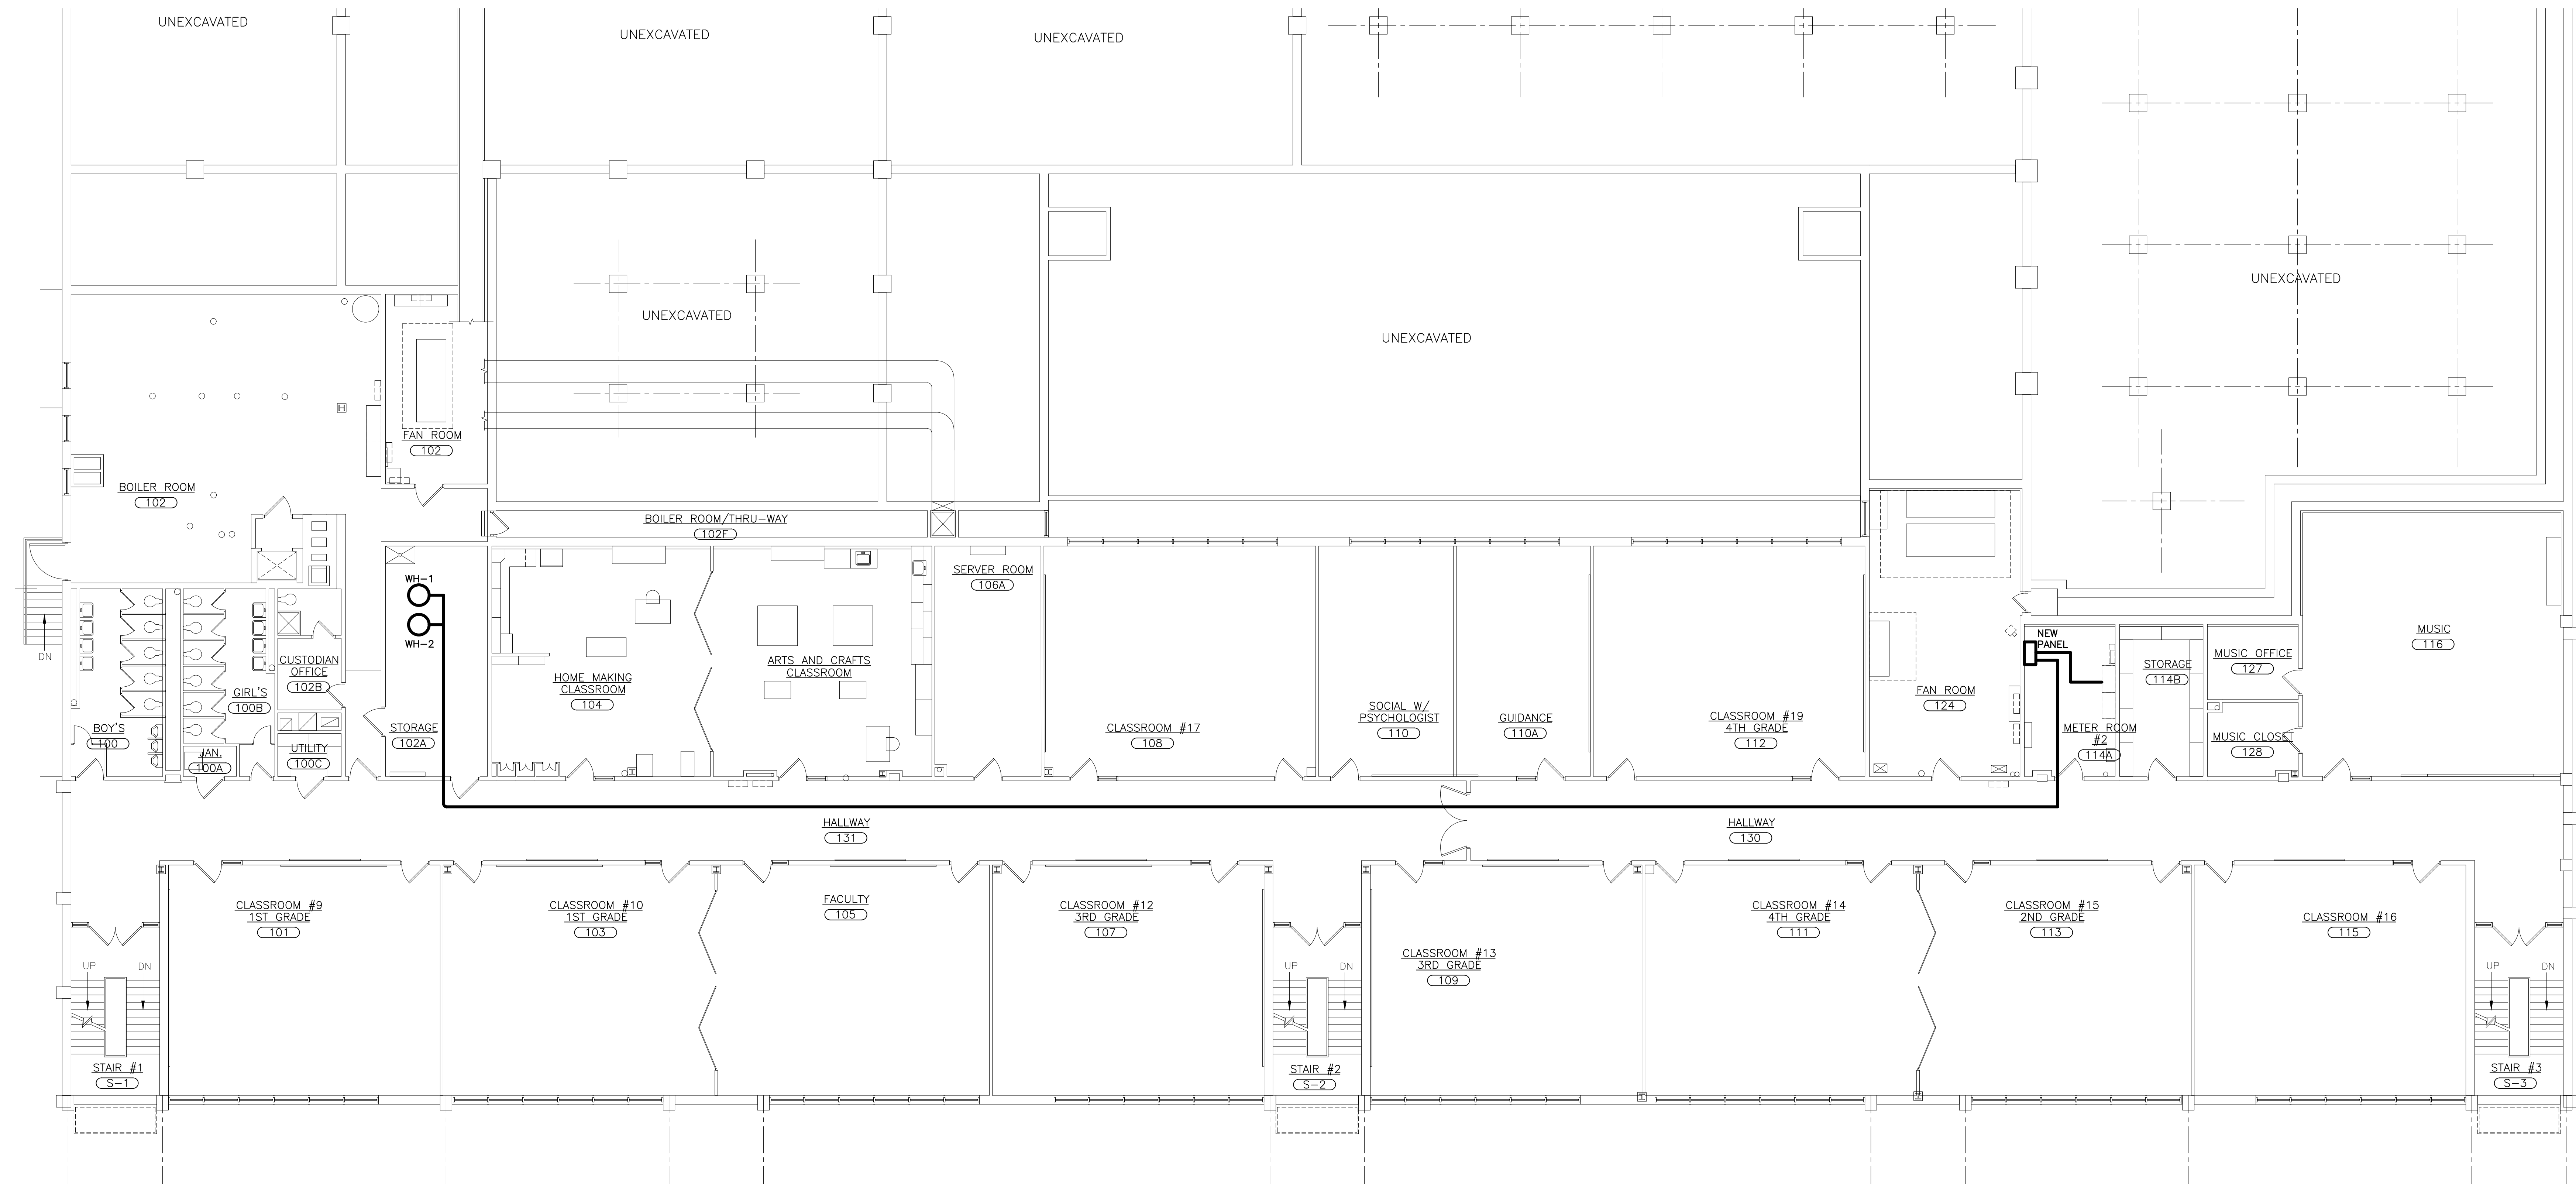 UNEXCAVATED
UNEXCAVATED
UNEXCAVATED
UNEXCAVATED
UNEXCAVATED
UNEXCAVATED
FAN ROOM
102
BOILER ROOM
102
BOILER ROOM/THRU-WAY
102F
WH-1
WH-2
SERVER ROOM
106A
NEW
PANEL
DN
CUSTODIAN
OFFICE
102B
GIRL'S
100B
BOY'S
100
JAN.
100A
UTILITY
100C
STORAGE
102A
HOME MAKING
CLASSROOM
104
ARTS AND CRAFTS
CLASSROOM
CLASSROOM #17
108
SOCIAL W/
PSYCHOLOGIST
110
GUIDANCE
110A
CLASSROOM #19
4TH GRADE
112
FAN ROOM
124
METER ROOM
#2
114A
STORAGE
114B
MUSIC OFFICE
127
MUSIC CLOSET
128
MUSIC
116
HALLWAY
131
HALLWAY
130
CLASSROOM #9
1ST GRADE
101
CLASSROOM #10
1ST GRADE
103
FACULTY
105
CLASSROOM #12
3RD GRADE
107
CLASSROOM #13
3RD GRADE
109
CLASSROOM #14
4TH GRADE
111
CLASSROOM #15
2ND GRADE
113
CLASSROOM #16
115
UP
DN
STAIR #1
S-1
UP
DN
STAIR #2
S-2
UP
DN
STAIR #3
S-3